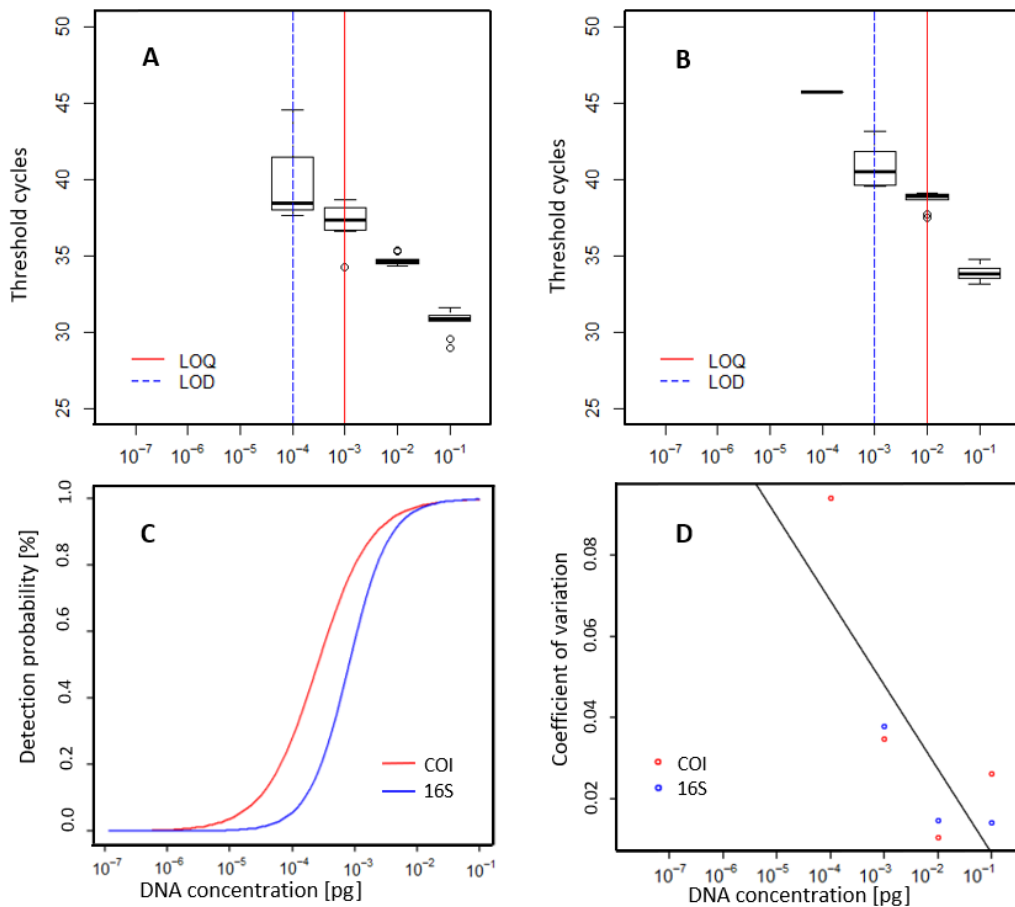 A
Threshold cycles
50
45
40
35
30
25
LOQ
LOD
10⁻⁷ 10⁻⁶ 10⁻⁵ 10⁻⁴ 10⁻³ 10⁻² 10⁻¹
B
Threshold cycles
50
45
40
35
30
25
LOQ
LOD
10⁻⁷ 10⁻⁶ 10⁻⁵ 10⁻⁴ 10⁻³ 10⁻² 10⁻¹
C
Detection probability [%]
1.0
0.8
0.6
0.4
0.2
0.0
COI
16S
10⁻⁷ 10⁻⁶ 10⁻⁵ 10⁻⁴ 10⁻³ 10⁻² 10⁻¹
DNA concentration [pg]
D
Coefficient of variation
0.08
0.06
0.04
0.02
COI
16S
10⁻⁷ 10⁻⁶ 10⁻⁵ 10⁻⁴ 10⁻³ 10⁻² 10⁻¹
DNA concentration [pg]